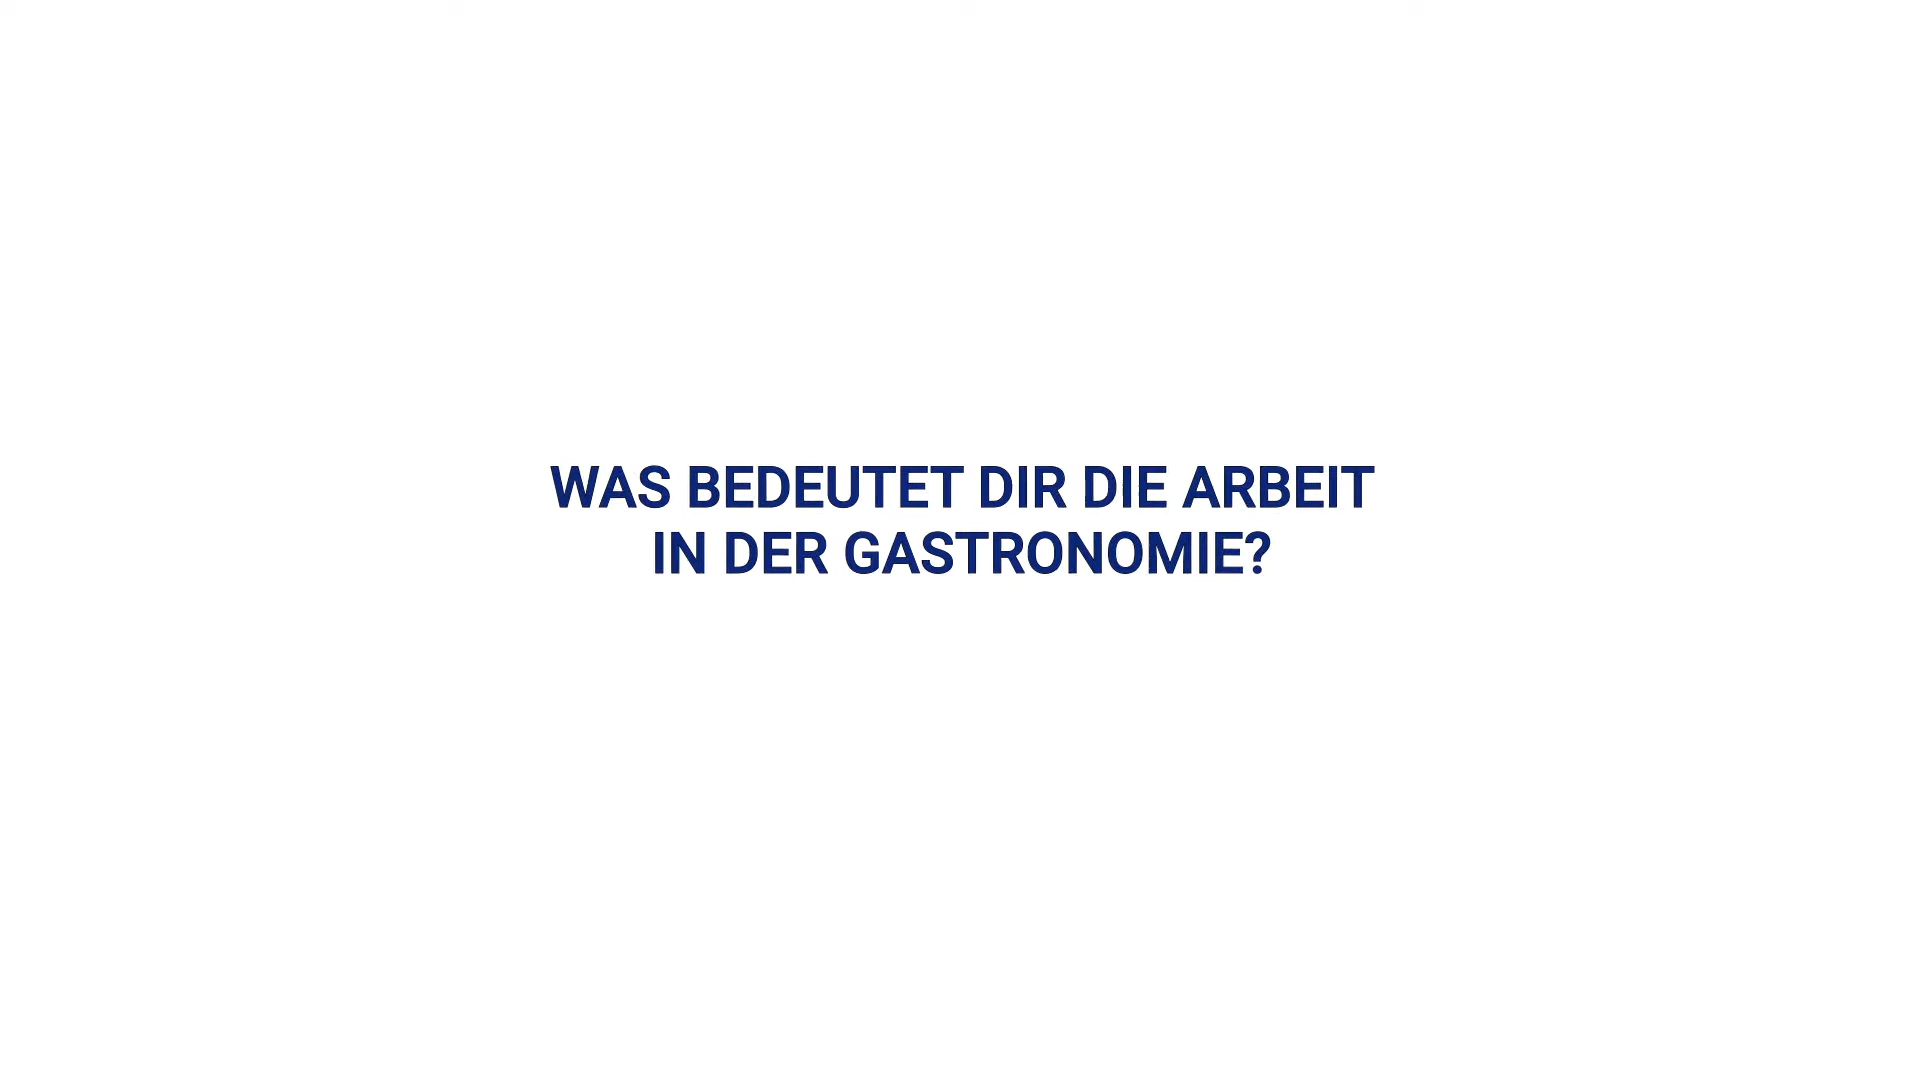 WAS BEDEUTET DIR DIE ARBEIT
IN DER GASTRONOMIE?